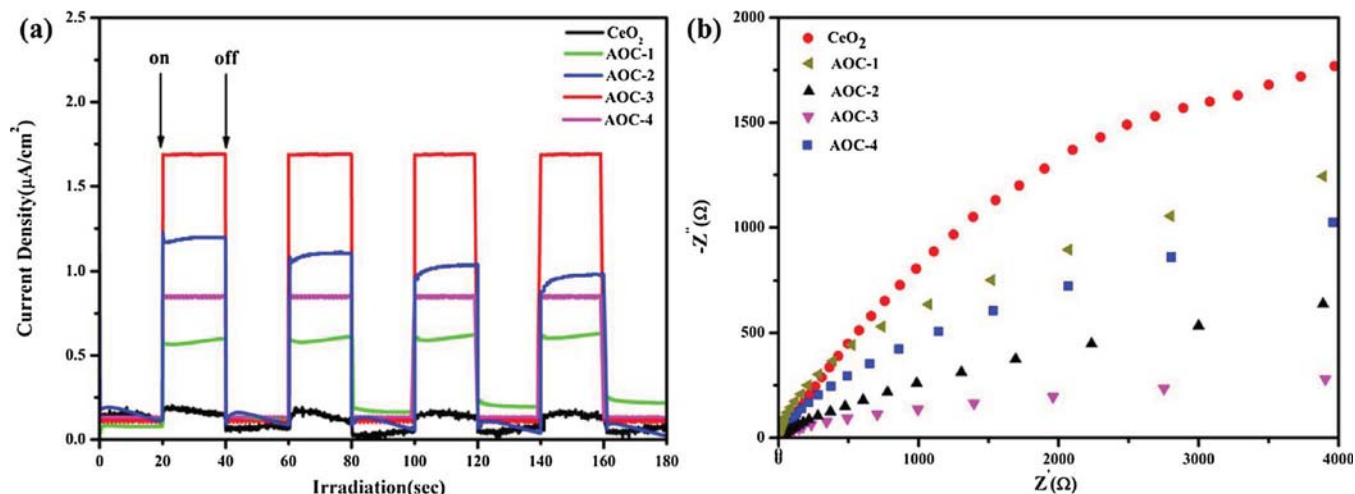 (a)
2.5
2.0
1.5
1.0
0.5
0.0
Current Density(μA/cm²)
on
off
CeO₂
AOC-1
AOC-2
AOC-3
AOC-4
0 20 40 60 80 100 120 140 160 180
Irradiation(sec)
(b)
2000
1500
1000
500
0
-Z''(Ω)
CeO₂
AOC-1
AOC-2
AOC-3
AOC-4
0 1000 2000 3000 4000
Z'(Ω)